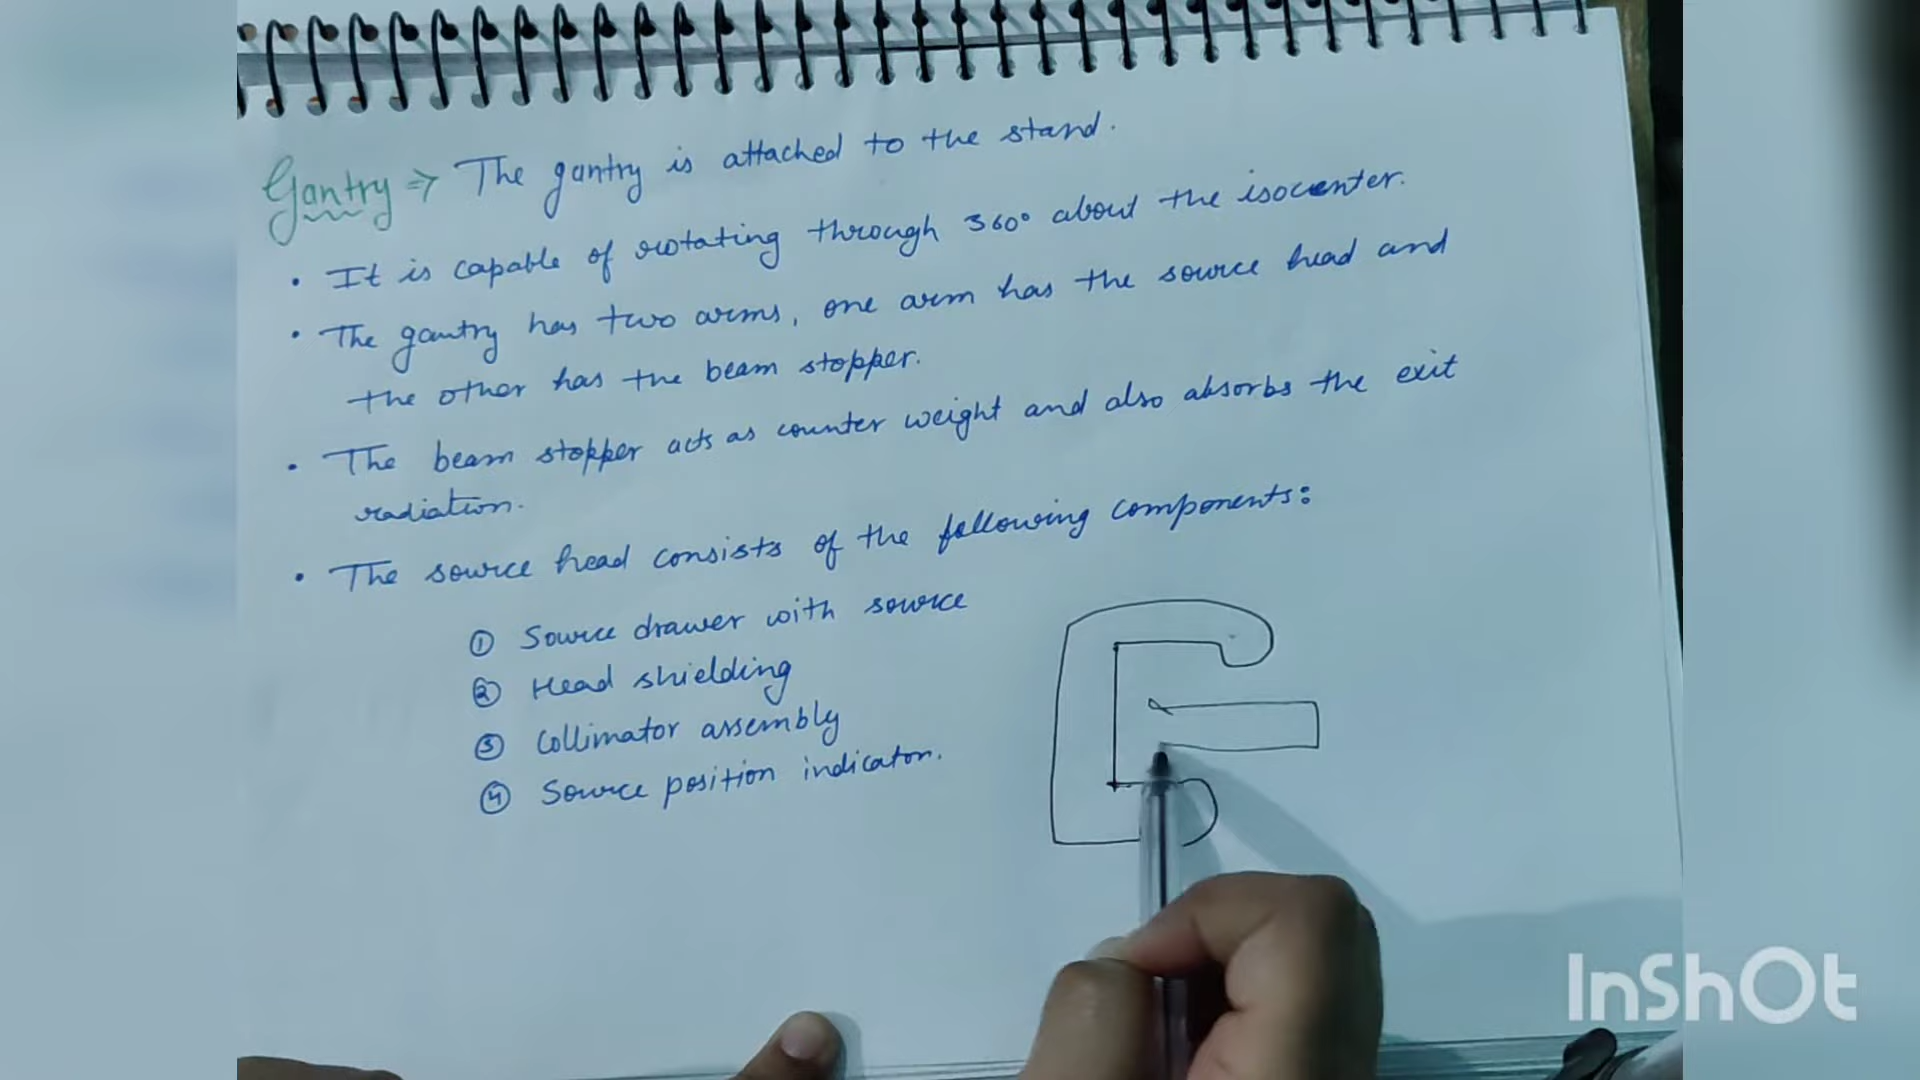 Gantry ⇒ The gantry is attached to the stand.
• It is capable of rotating through 360° about the isocenter.
• The gantry has two arms, one arm has the source head and
the other has the beam stopper.
• The beam stopper acts as counter weight and also absorbs the exit
radiation.
• The source head consists of the following components:
① Source drawer with source
② Head shielding
③ Collimator assembly
④ Source position indicator.
InShOt